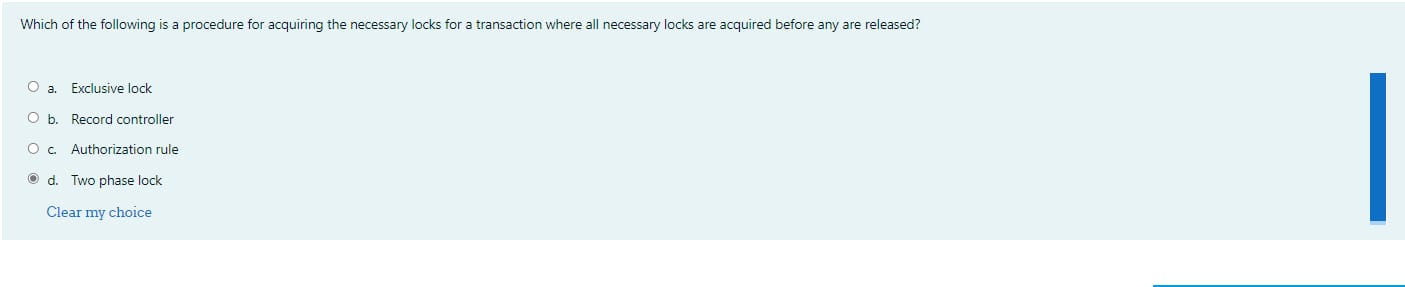 Which of the following is a procedure for acquiring the necessary locks for a transaction where all necessary locks are acquired before any are released?
a. Exclusive lock
b. Record controller
c. Authorization rule
d. Two phase lock
Clear my choice